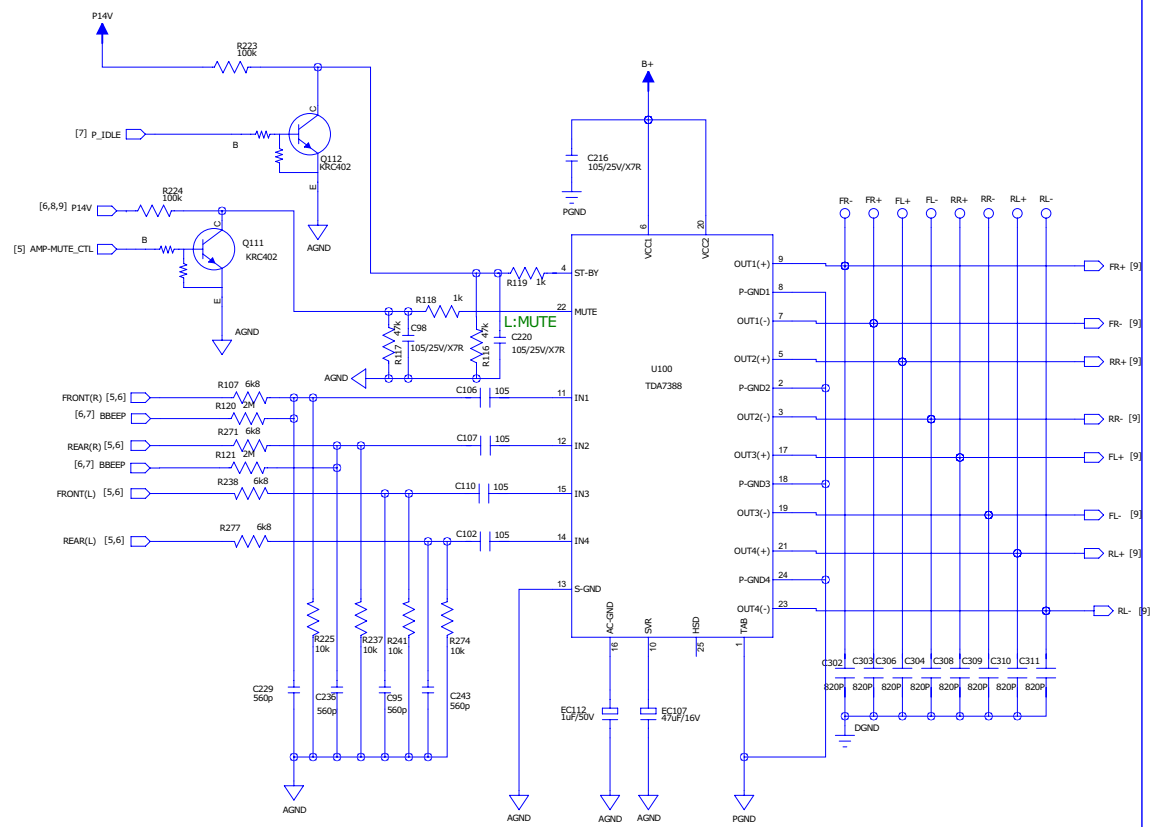 P14V
R223
100k
B+
[7] P_IDLE
B
C
E
Q112
KRC402
AGND
C216
105/25V/X7R
PGND
R224
100k
[6,8,9] P14V
[5] AMP-MUTE_CTL
B
C
E
Q111
KRC402
AGND
FR- FR+ FL+ FL- RR+ RR- RL+ RL-
6 VCC1
20 VCC2
R119 1k
4 ST-BY
R118 1k
22 MUTE
L:MUTE
R117 47k
C98
105/25V/X7R
R116 47k
C220
105/25V/X7R
AGND
U100
TDA7388
FRONT(R) [5,6]
R107 6k8
C106 105
11 IN1
[6,7] BBEEP
R120 2M
REAR(R) [5,6]
R271 6k8
C107 105
12 IN2
[6,7] BBEEP
R121 2M
FRONT(L) [5,6]
R238 6k8
C110 105
15 IN3
REAR(L) [5,6]
R277 6k8
C102 105
14 IN4
13 S-GND
OUT1(+) 9
FR+ [9]
P-GND1 8
OUT1(-) 7
FR- [9]
OUT2(+) 5
RR+ [9]
P-GND2 2
OUT2(-) 3
RR- [9]
OUT3(+) 17
FL+ [9]
P-GND3 18
OUT3(-) 19
FL- [9]
OUT4(+) 21
RL+ [9]
P-GND4 24
OUT4(-) 23
RL- [9]
AC-GND 16
SVR 10
HSD 25
TAB 1
R225
10k
R237
10k
R241
10k
R274
10k
C229
560p
C236
560p
C95
560p
C243
560p
EC112
1uF/50V
EC107
47uF/16V
C302 C303 C306 C304 C308 C309 C310 C311
820P 820P 820P 820P 820P 820P 820P 820P
DGND
AGND
AGND
AGND
AGND
PGND